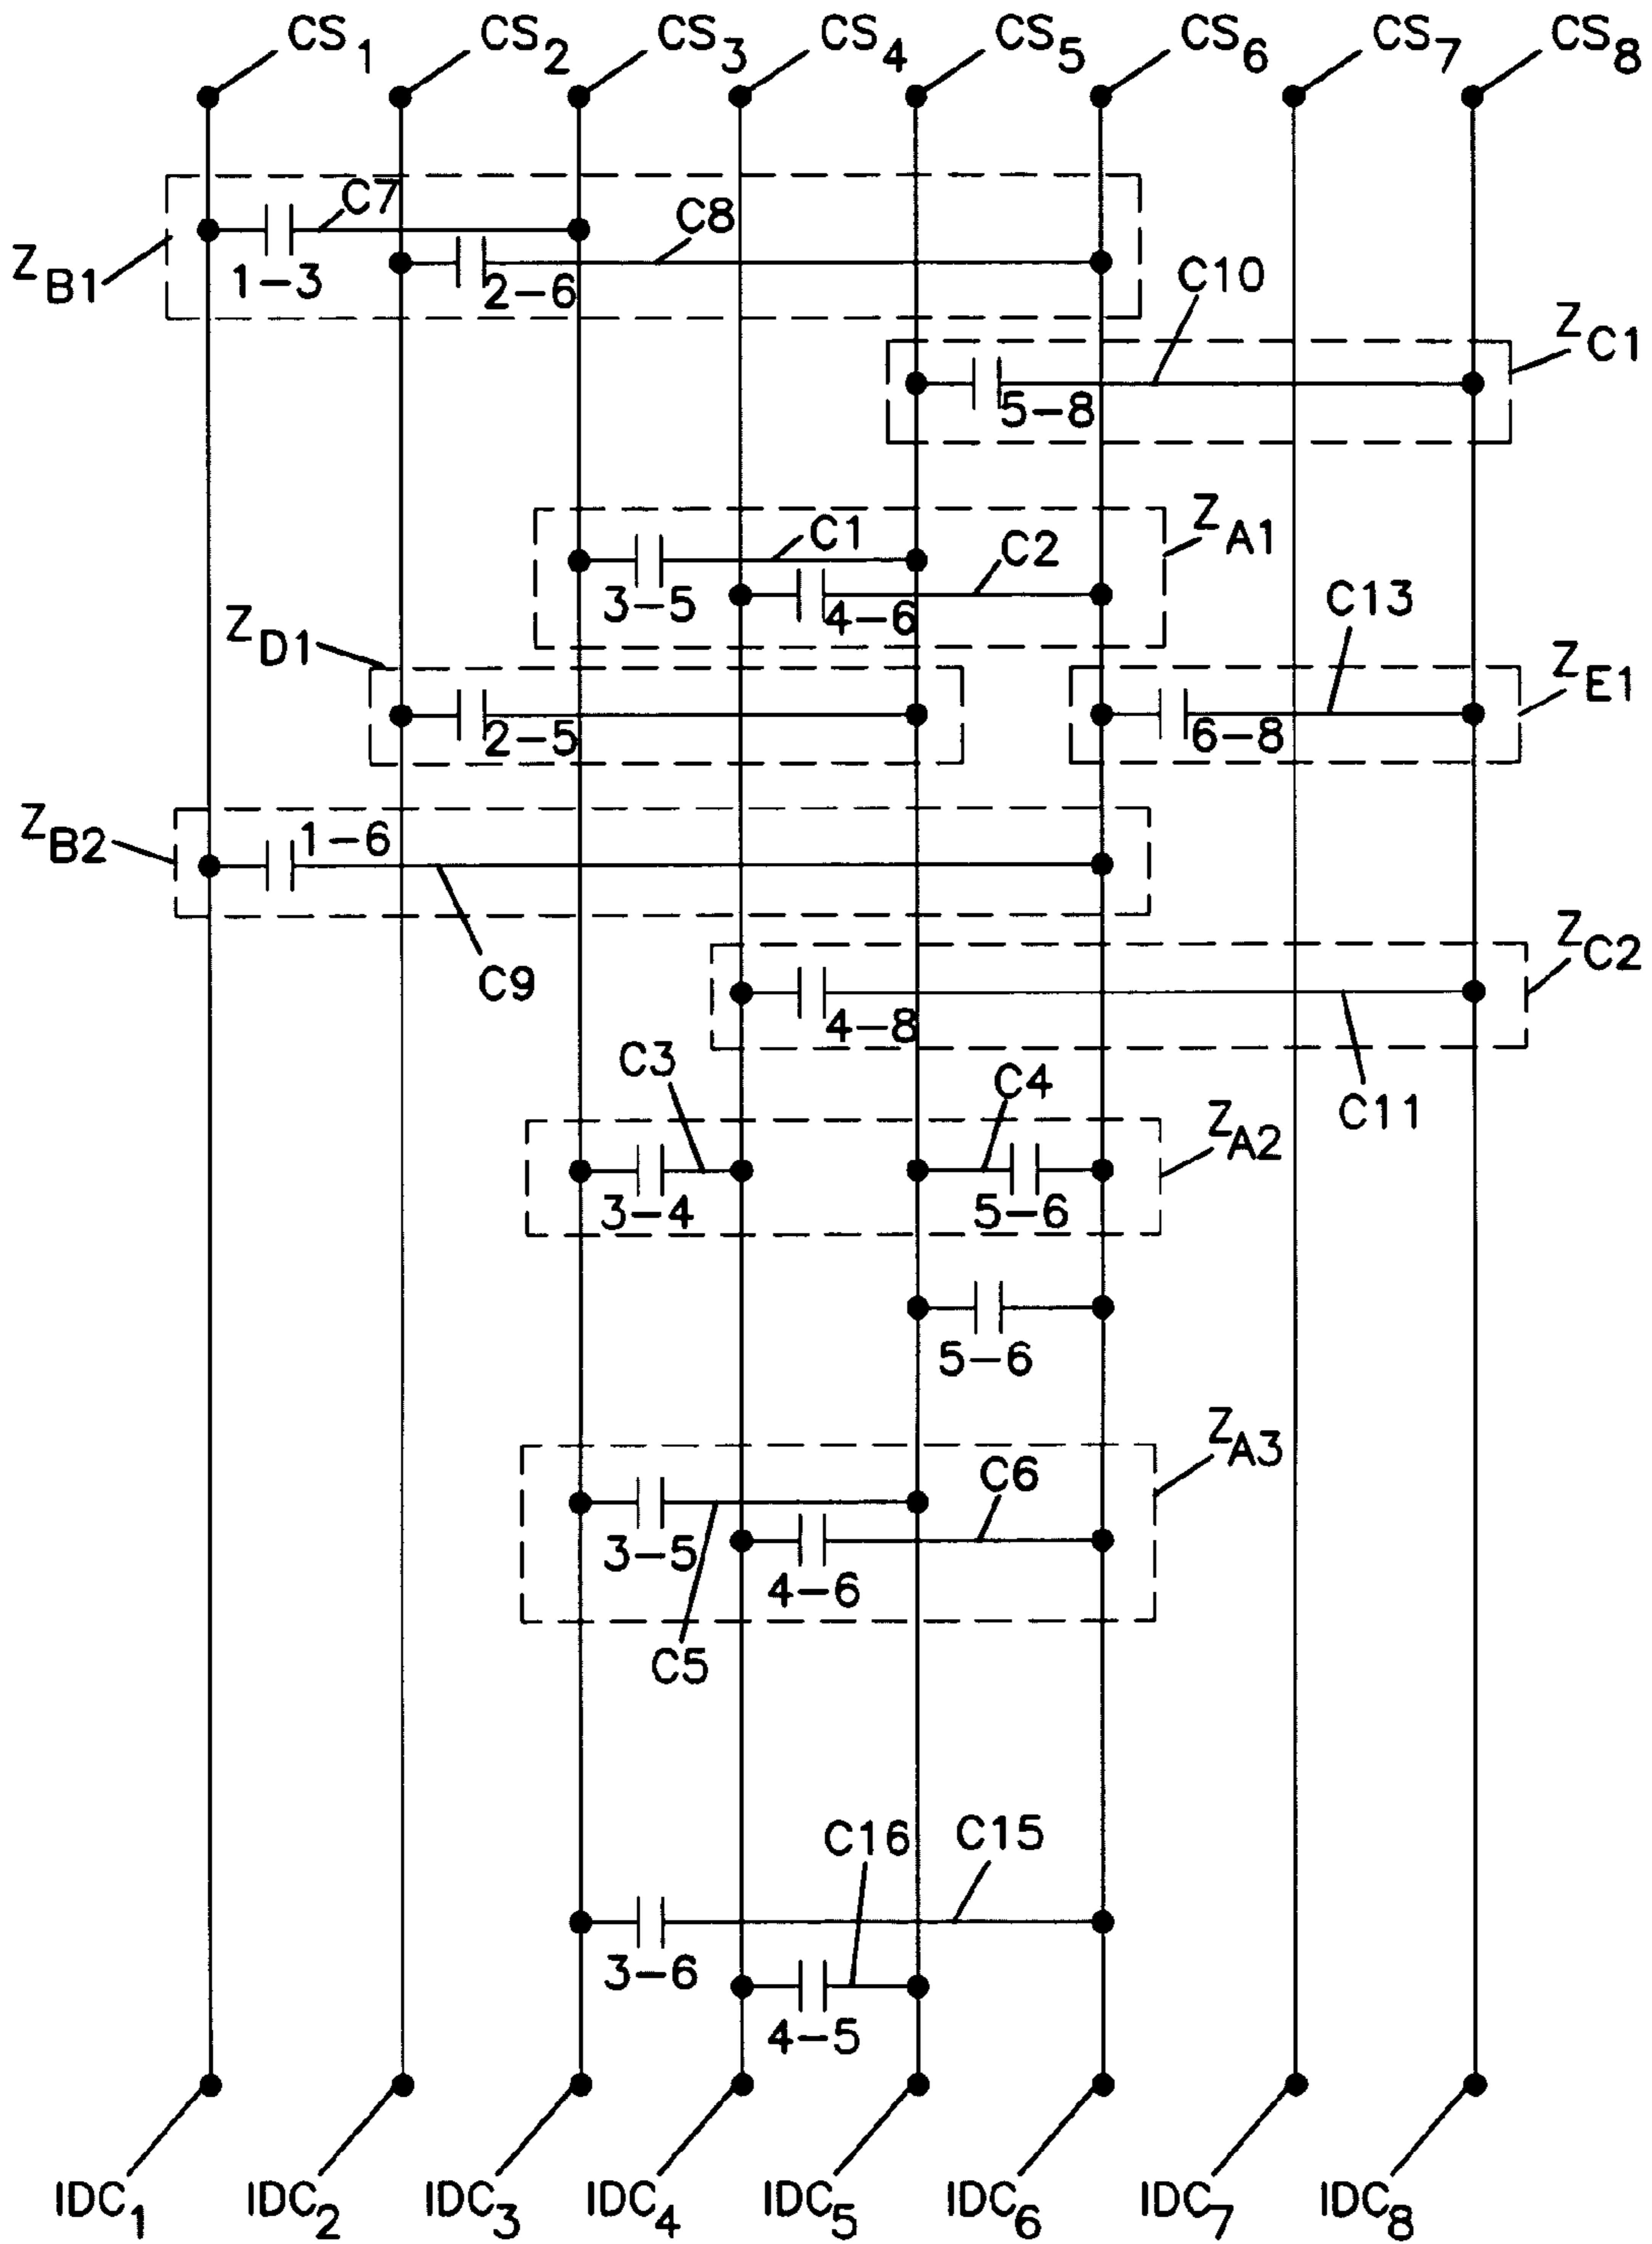 CS1 CS2 CS3 CS4 CS5 CS6 CS7 CS8
C7
C8
ZB1
1-3
2-6
C10
ZC1
5-8
C1
C2
ZA1
3-5
4-6
C13
ZD1
ZE1
2-5
6-8
ZB2
1-6
C9
ZC2
4-8
C11
C3
C4
ZA2
3-4
5-6
5-6
ZA3
C6
3-5
4-6
C5
C16
C15
3-6
4-5
IDC1 IDC2 IDC3 IDC4 IDC5 IDC6 IDC7 IDC8